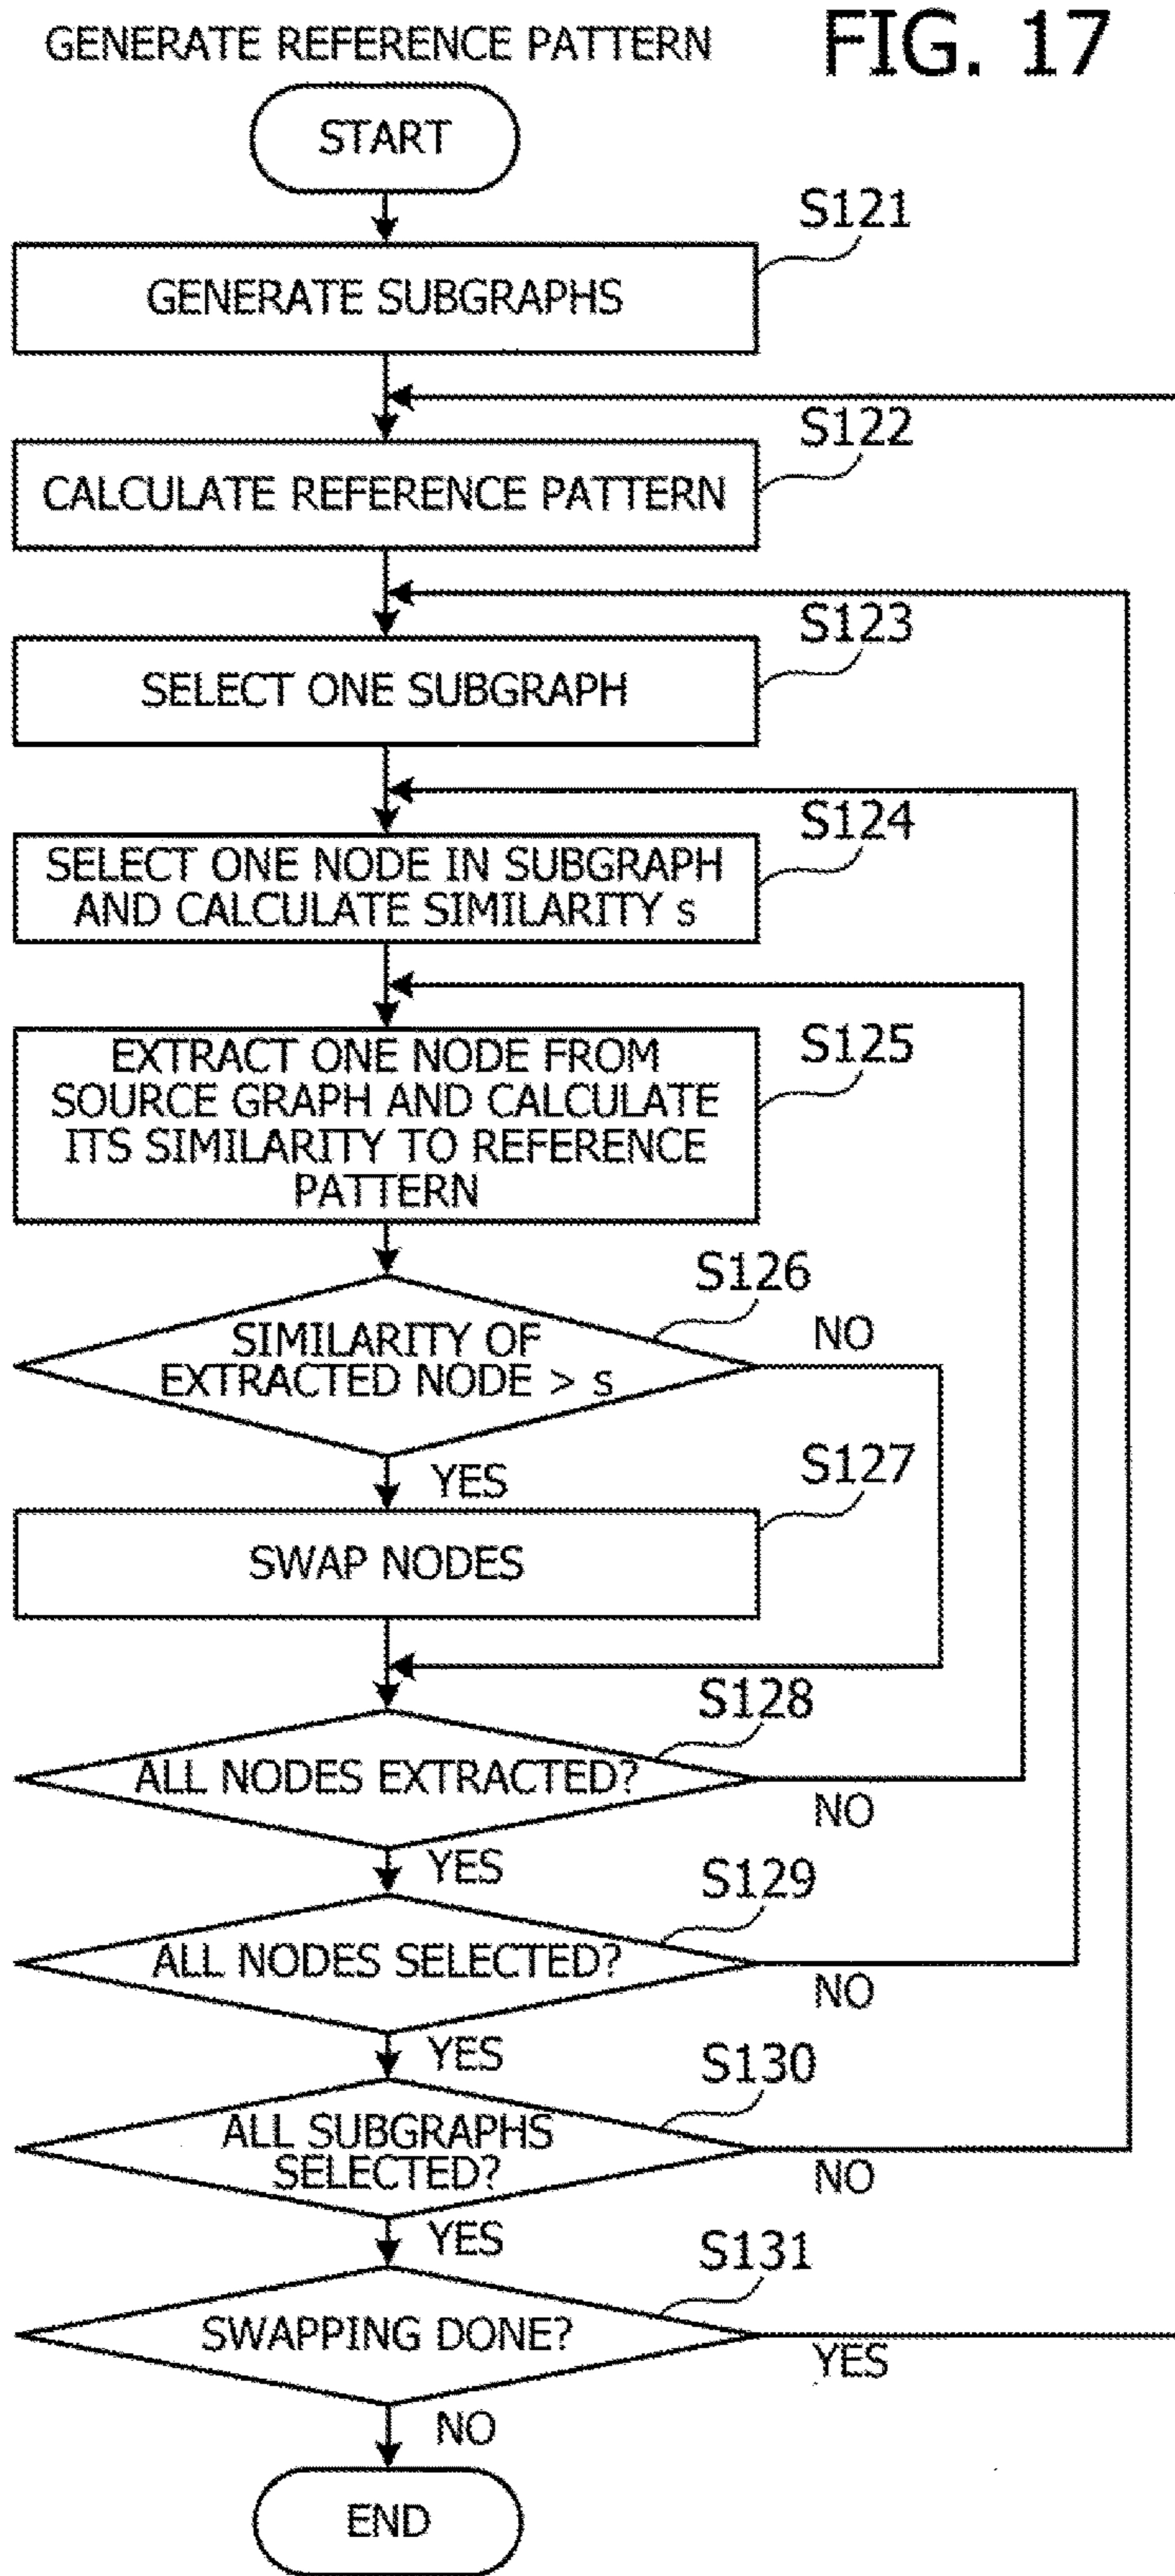 GENERATE REFERENCE PATTERN
FIG. 17
START
S121
GENERATE SUBGRAPHS
S122
CALCULATE REFERENCE PATTERN
S123
SELECT ONE SUBGRAPH
S124
SELECT ONE NODE IN SUBGRAPH
AND CALCULATE SIMILARITY s
S125
EXTRACT ONE NODE FROM
SOURCE GRAPH AND CALCULATE
ITS SIMILARITY TO REFERENCE
PATTERN
S126
SIMILARITY OF
EXTRACTED NODE > s
NO
YES
S127
SWAP NODES
S128
ALL NODES EXTRACTED?
NO
YES
S129
ALL NODES SELECTED?
NO
YES
S130
ALL SUBGRAPHS
SELECTED?
NO
YES
S131
SWAPPING DONE?
YES
NO
END